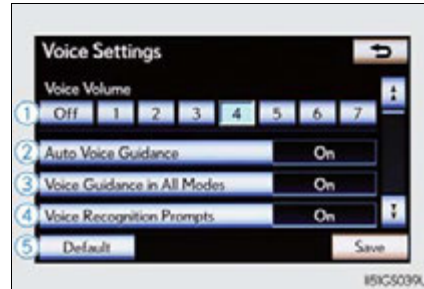 Voice Settings
Voice Volume
1 Off 1 2 3 4 5 6 7
2 Auto Voice Guidance On
3 Voice Guidance in All Modes On
4 Voice Recognition Prompts On
5 Default Save
II5IGS039U